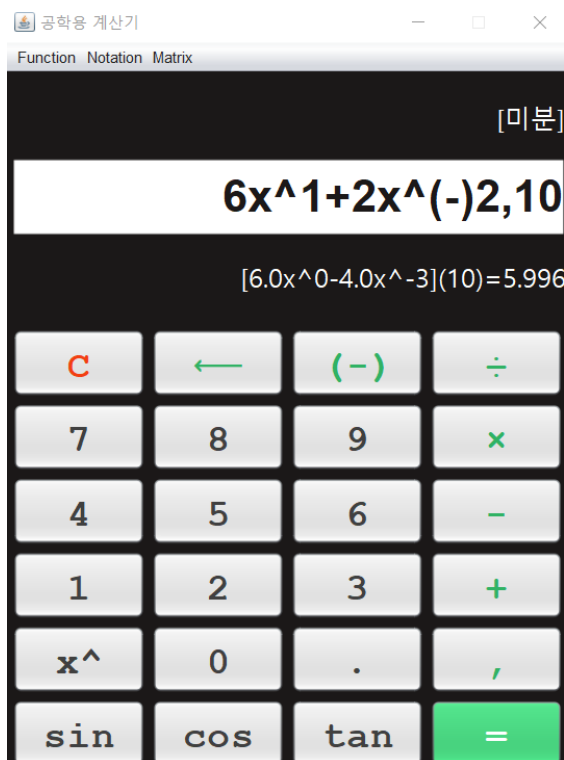 공학용 계산기
Function Notation Matrix
[미분]
6x^1+2x^(-)2,10
[6.0x^0-4.0x^-3](10)=5.996
C ← (-) ÷
7 8 9 ×
4 5 6 -
1 2 3 +
x^ 0 . ,
sin cos tan =